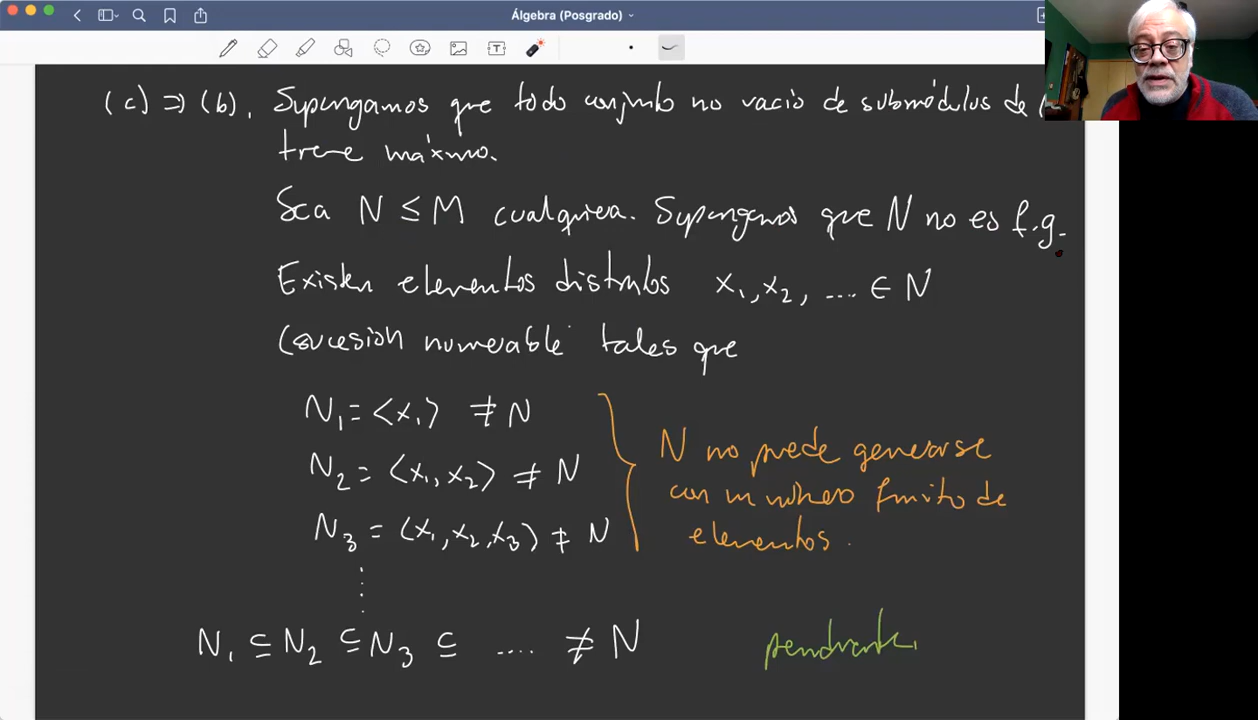 Álgebra (Posgrado)
(c) ⇒ (b). Supongamos que todo conjunto no vacío de submódulos de
tiene máximo.
Sea N ≤ M cualquiera. Supongamos que N no es f.g.
Existen elementos distintos x₁, x₂, .... ∈ N
(sucesión numerable tales que
N₁ = <x₁> ≠ N
N₂ = <x₁, x₂> ≠ N
N₃ = <x₁, x₂, x₃> ≠ N
N no puede generarse
con un número finito de
elementos.
N₁ ⊆ N₂ ⊆ N₃ ⊆ .... ≠ N
pendiente